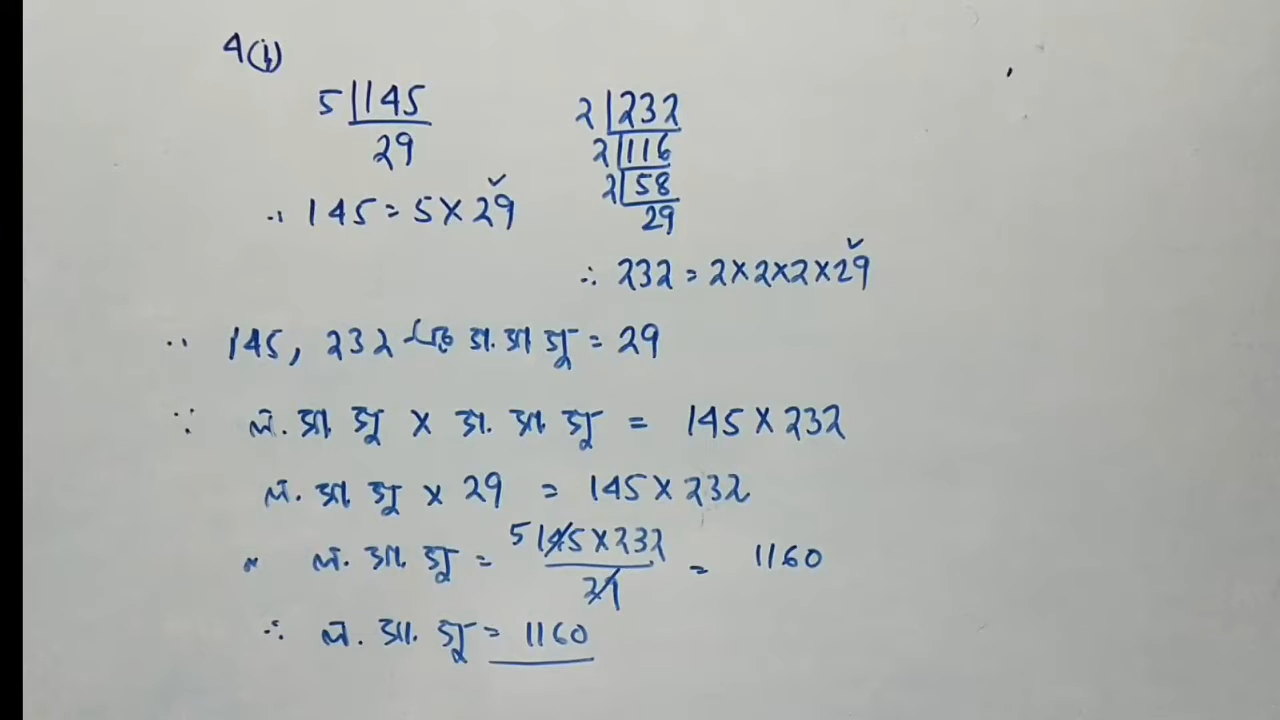 4(i)
5 | 145
29
∴ 145 = 5 × 29
2 | 232
2 | 116
2 | 58
29
∴ 232 = 2×2×2×29
∴ 145, 232 = 29
∵ ल. सा. गु × = 145 × 232
ल. सा. गु × 29 = 145 × 232
ल. सा. गु = 5 145×232 / 29 = 1160
∴ ल. सा. गु = 1160